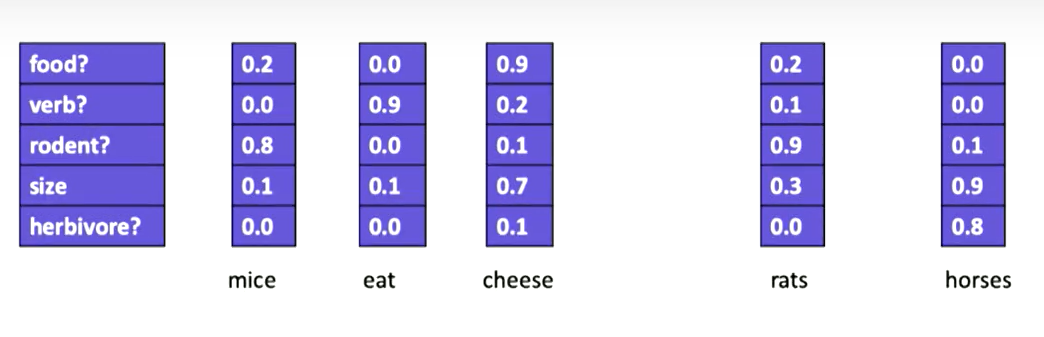 food? 0.2 0.0 0.9 0.2 0.0
verb? 0.0 0.9 0.2 0.1 0.0
rodent? 0.8 0.0 0.1 0.9 0.1
size 0.1 0.1 0.7 0.3 0.9
herbivore? 0.0 0.0 0.1 0.0 0.8
mice eat cheese rats horses